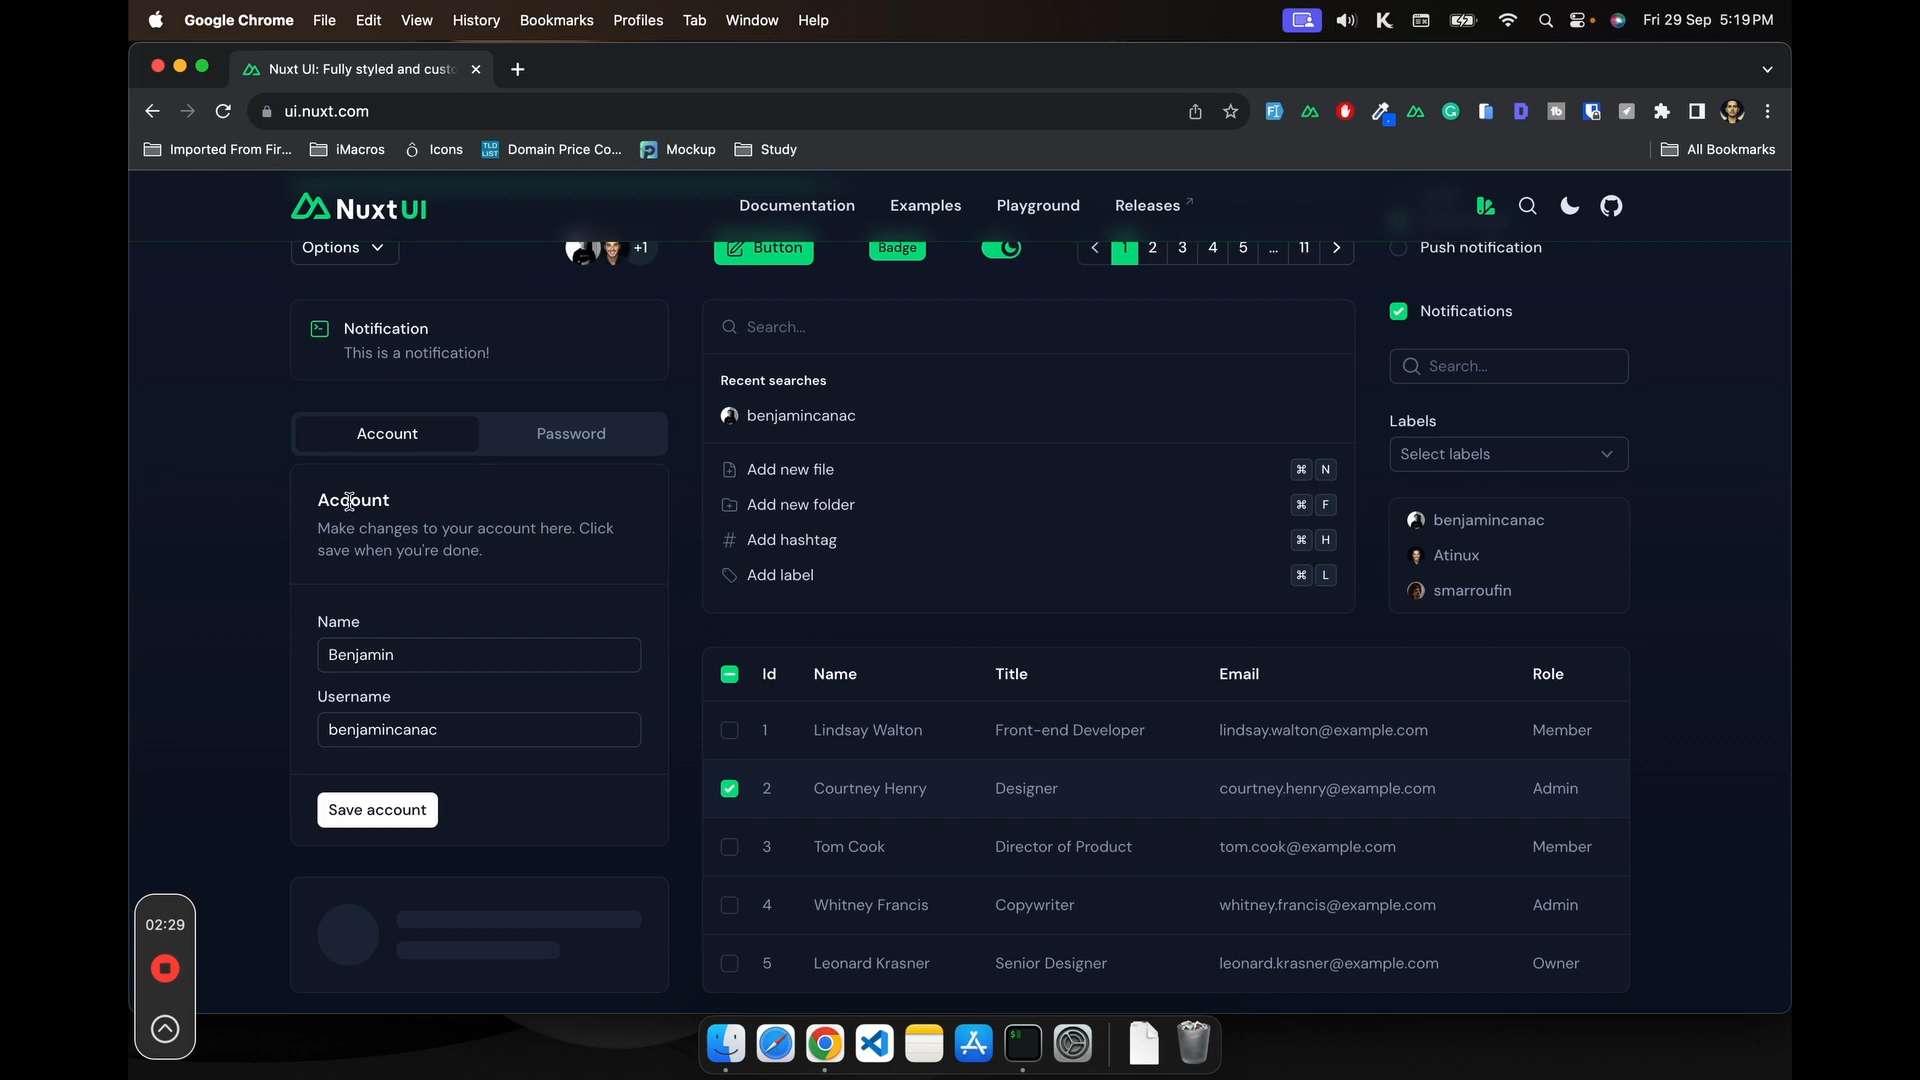 Google Chrome File Edit View History Bookmarks Profiles Tab Window Help Fri 29 Sep 5:19 PM
Nuxt UI: Fully styled and custo
ui.nuxt.com
Imported From Fir... iMacros Icons TLD LIST Domain Price Co... Mockup Study All Bookmarks
Nuxt UI Documentation Examples Playground Releases
Options +1 Button Badge 1 2 3 4 5 ... 11 Push notification
Notification
This is a notification!
Account Password
Account
Make changes to your account here. Click
save when you're done.
Name
Benjamin
Username
benjamincanac
Save account
Search...
Recent searches
benjamincanac
Add new file ⌘ N
Add new folder ⌘ F
Add hashtag ⌘ H
Add label ⌘ L
Notifications
Search...
Labels
Select labels
benjamincanac
Atinux
smarroufin
Id Name Title Email Role
1 Lindsay Walton Front-end Developer lindsay.walton@example.com Member
2 Courtney Henry Designer courtney.henry@example.com Admin
3 Tom Cook Director of Product tom.cook@example.com Member
4 Whitney Francis Copywriter whitney.francis@example.com Admin
5 Leonard Krasner Senior Designer leonard.krasner@example.com Owner
02:29